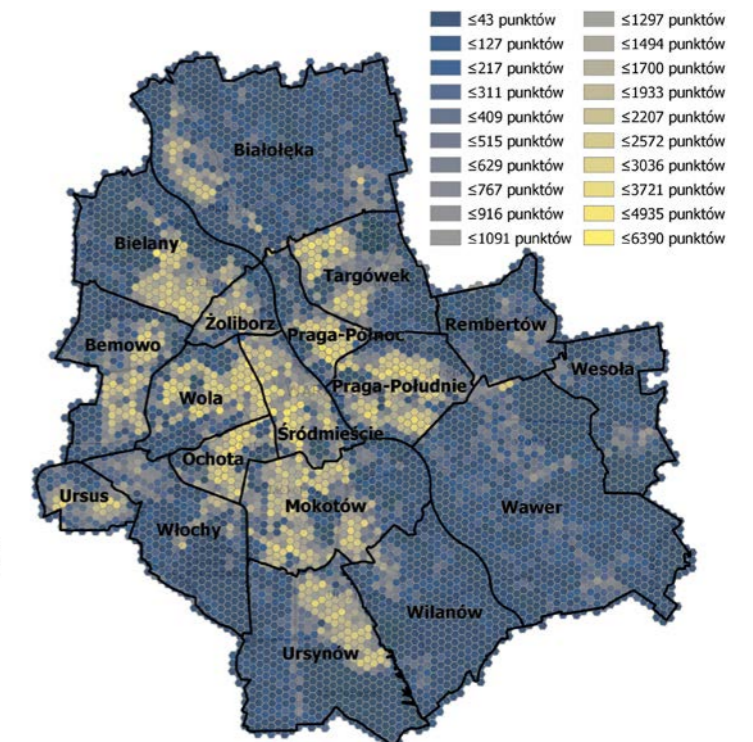 ≤43 punktów
≤127 punktów
≤217 punktów
≤311 punktów
≤409 punktów
≤515 punktów
≤629 punktów
≤767 punktów
≤916 punktów
≤1091 punktów
≤1297 punktów
≤1494 punktów
≤1700 punktów
≤1933 punktów
≤2207 punktów
≤2572 punktów
≤3036 punktów
≤3721 punktów
≤4935 punktów
≤6390 punktów
Białołęka
Bielany
Targówek
Żoliborz
Praga-Północ
Rembertów
Bemowo
Wesoła
Praga-Południe
Wola
Śródmieście
Ochota
Ursus
Mokotów
Wawer
Włochy
Wilanów
Ursynów